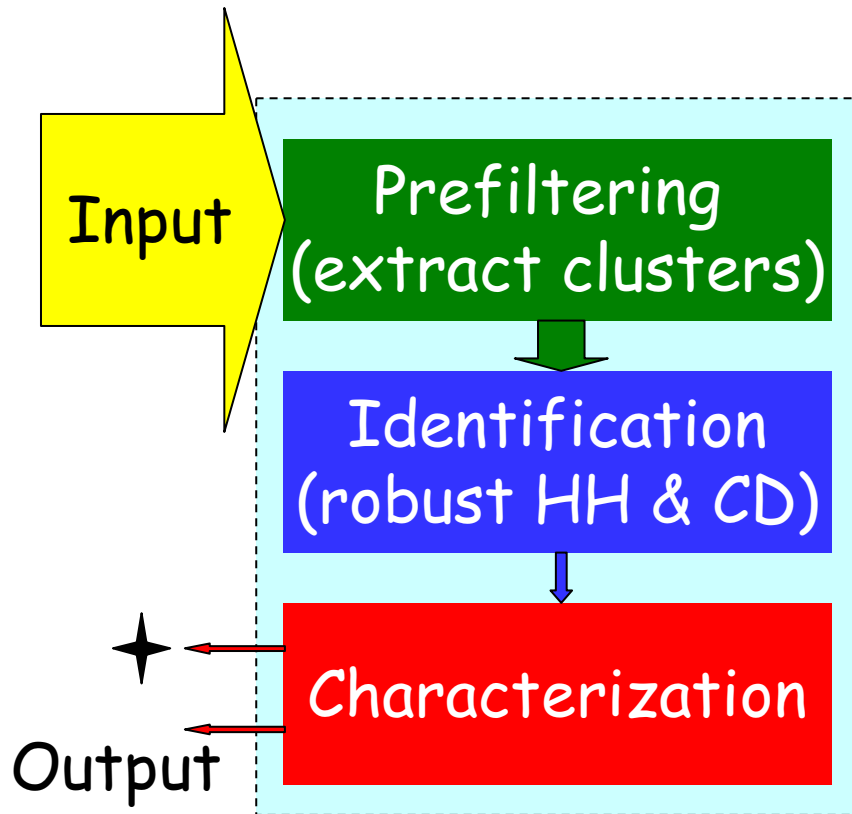 Input
Prefiltering
(extract clusters)
Identification
(robust HH & CD)
Characterization
Output